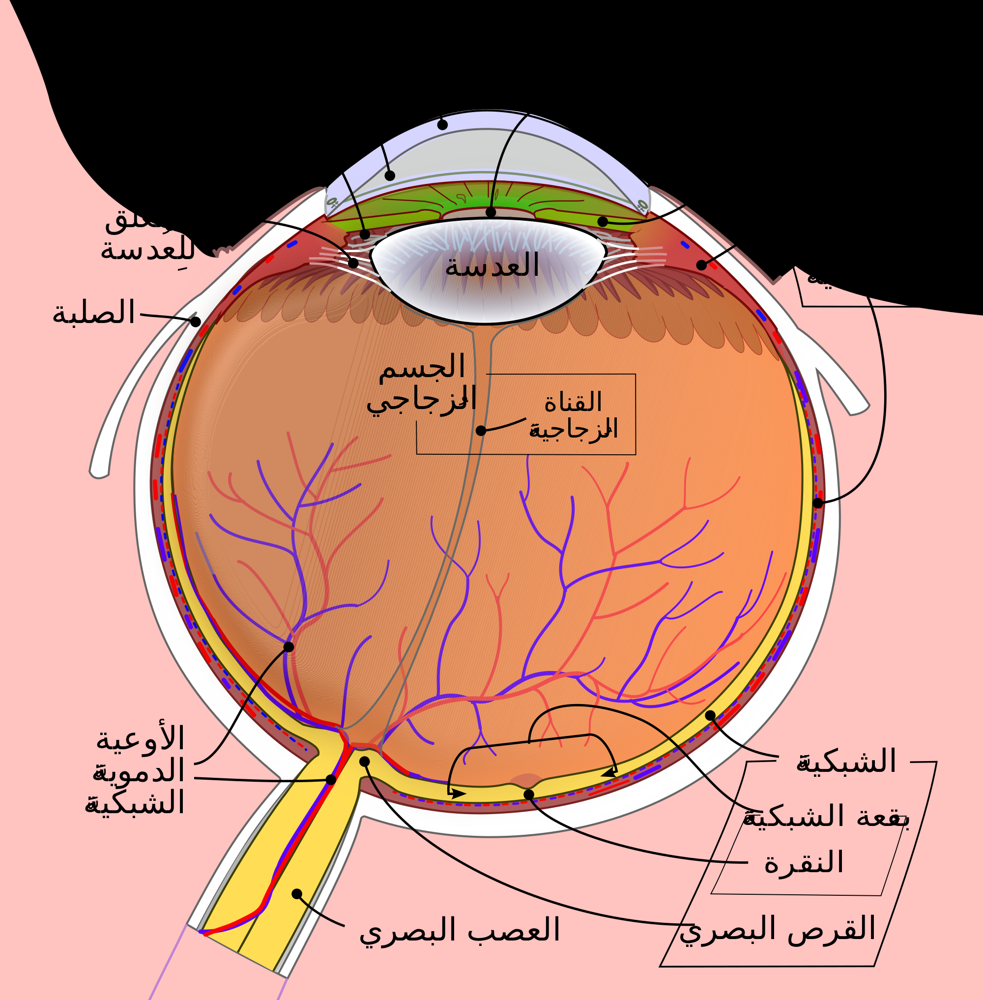 للعدسة
العدسة
الصلبة
الجسم
الزجاجي
القناة
الزجاجية
الأوعية
الدموية
الشبكية
الشبكية
بقعة الشبكية
النقرة
القرص البصري
العصب البصري